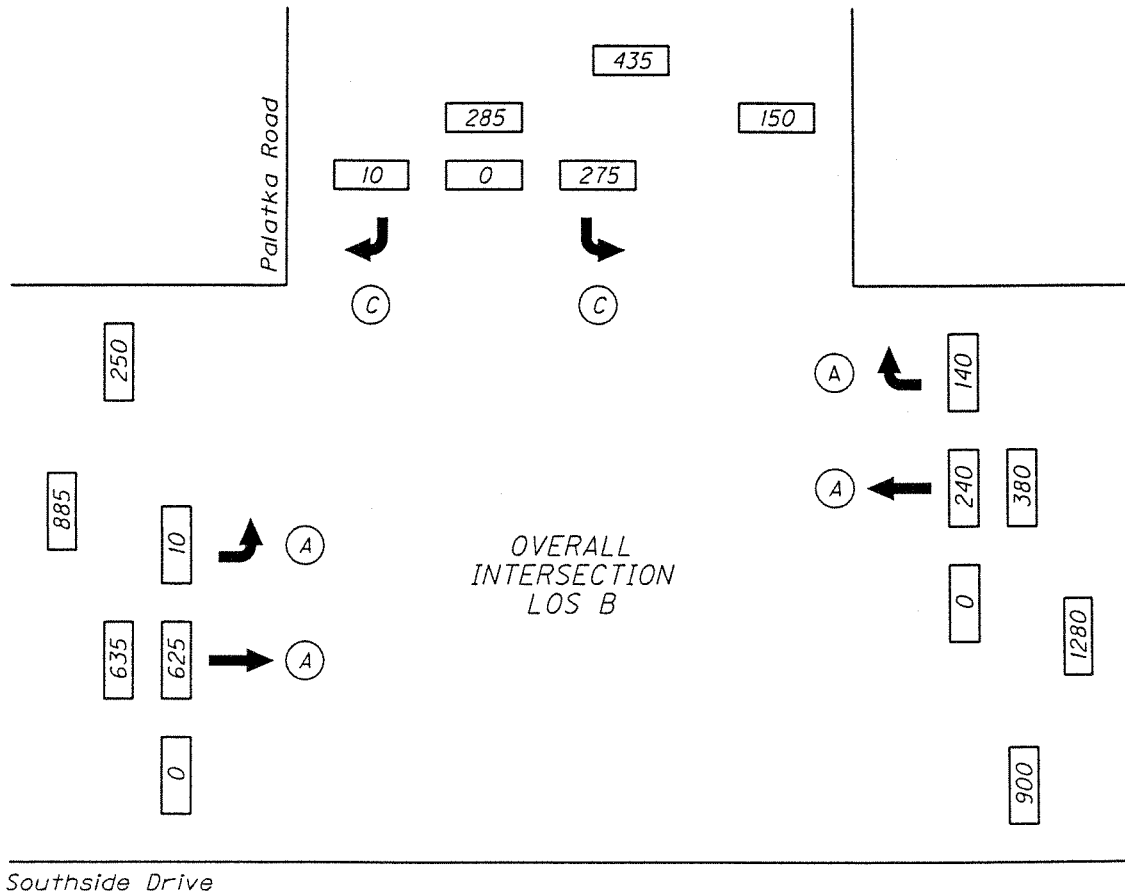 435
285
150
10
0
275
Palatka Road
C
C
250
A
140
885
A
240
380
10
A
OVERALL
INTERSECTION
LOS B
0
635
625
A
1280
0
900
Southside Drive